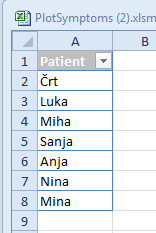 PlotSymptoms (2).xlsm
A B
1 Patient
2 Črt
3 Luka
4 Miha
5 Sanja
6 Anja
7 Nina
8 Mina
9